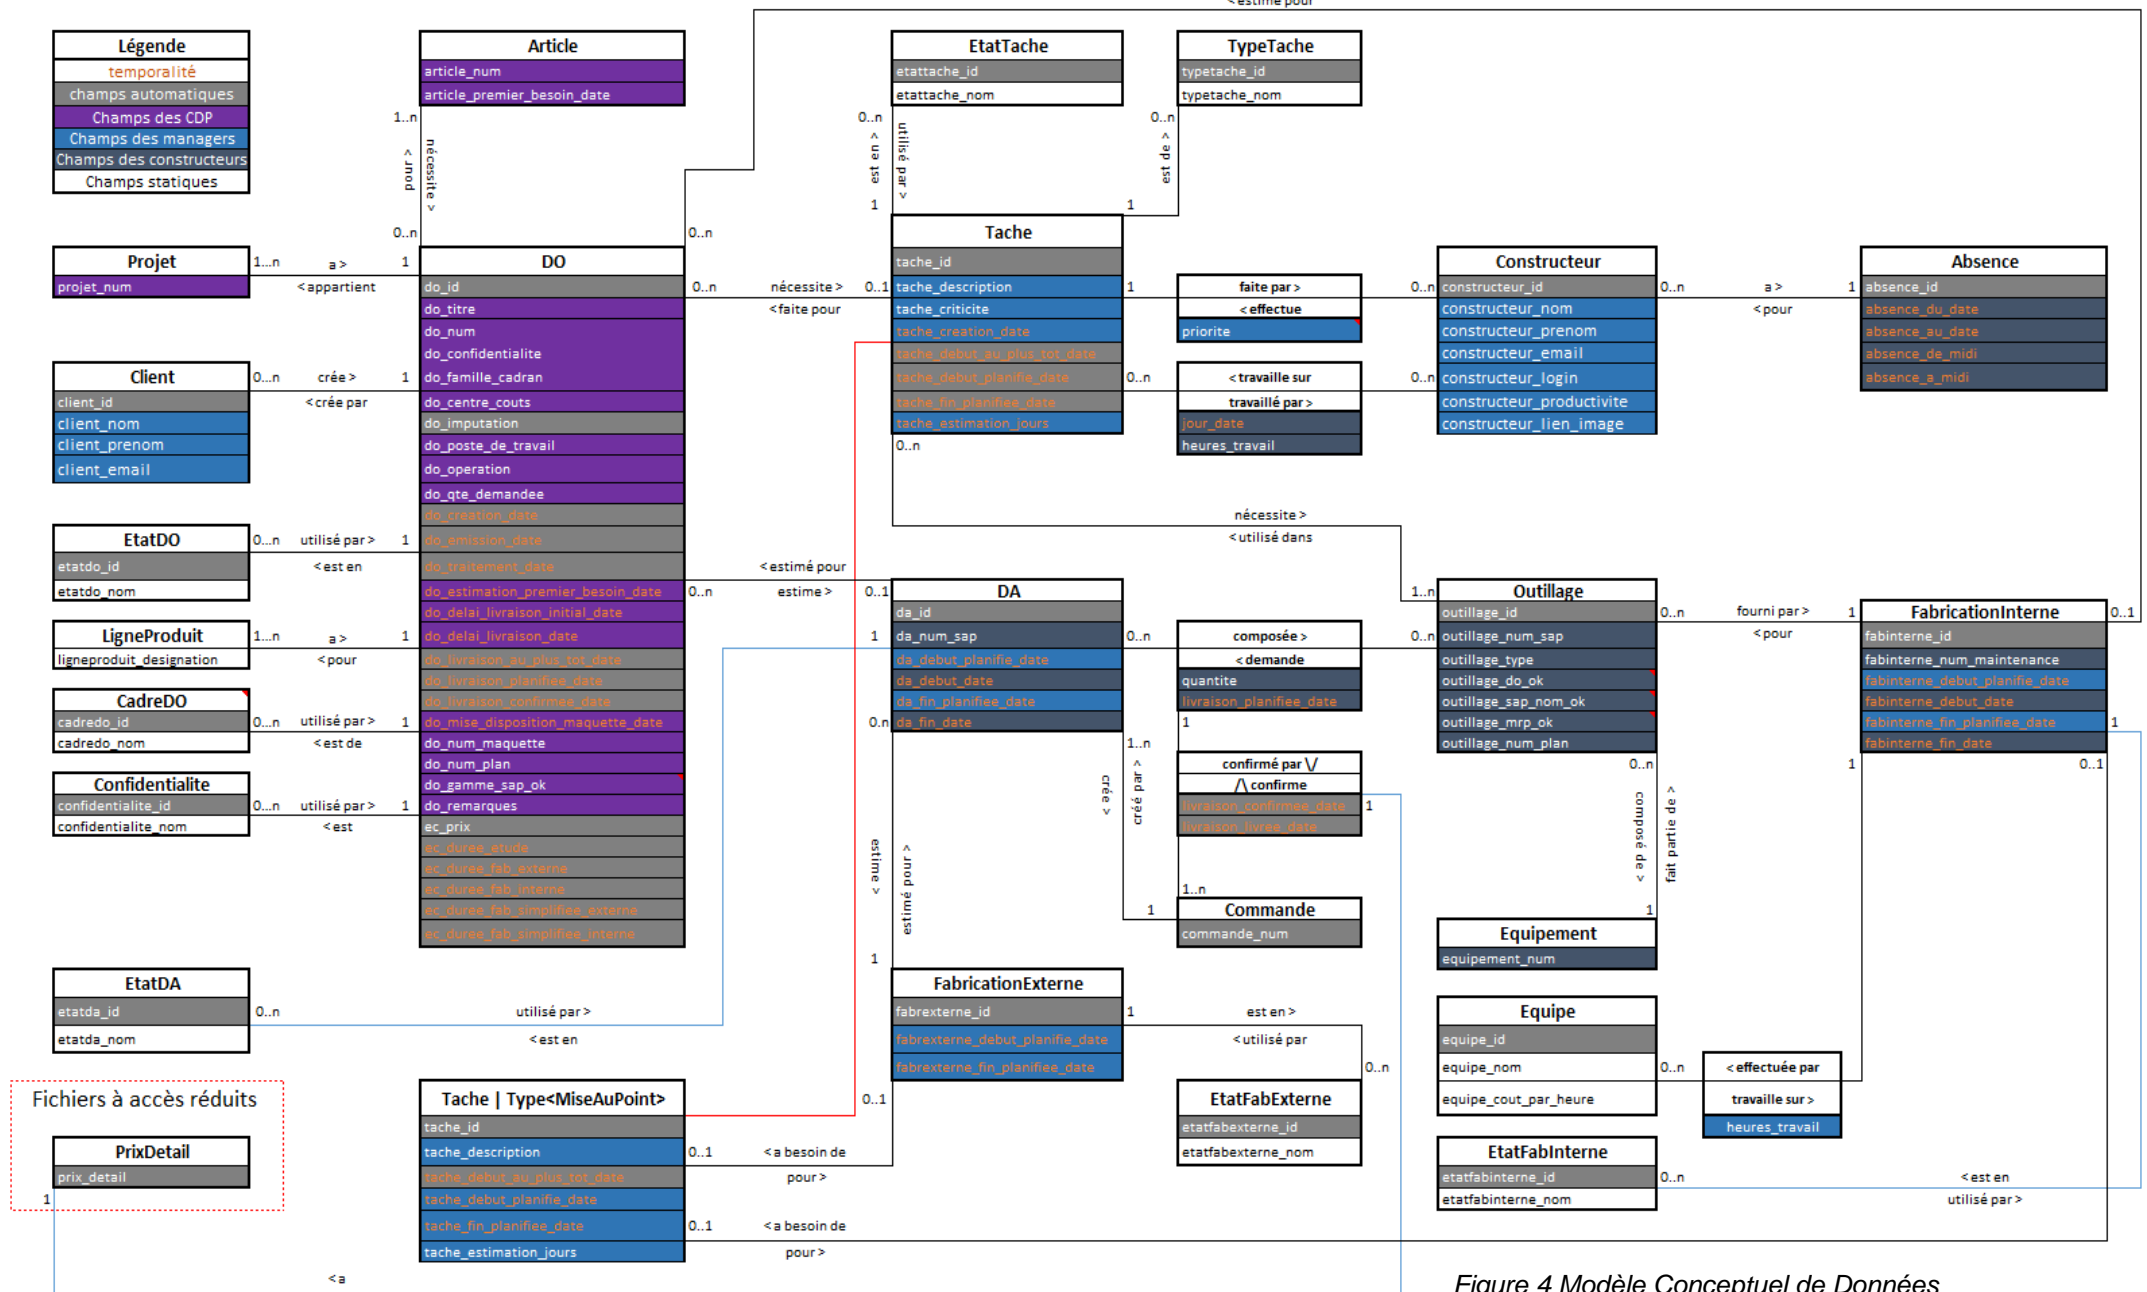 < estimé pour
Légende
temporalité
champs automatiques
Champs des CDP
Champs des managers
Champs des constructeurs
Champs statiques
Article
article_num
article_premier_besoin_date
1..n
< pour
nécessite >
0..n
EtatTache
etattache_id
etattache_nom
0..n
< en est
utilisé par >
1
TypeTache
typetache_id
typetache_nom
0..n
< de est
1
Projet
projet_num
1...n
a >
1
< appartient
Client
client_id
client_nom
client_prenom
client_email
0...n
crée >
1
< crée par
EtatDO
etatdo_id
etatdo_nom
0...n
utilisé par >
1
< est en
LigneProduit
ligneproduit_designation
1...n
a >
1
< pour
CadreDO
cadredo_id
cadredo_nom
0...n
utilisé par >
1
< est de
Confidentialite
confidentialite_id
confidentialite_nom
0...n
utilisé par >
1
< est
DO
do_id
do_titre
do_num
do_confidentialite
do_famille_cadran
do_centre_couts
do_imputation
do_poste_de_travail
do_operation
do_qte_demandee
do_creation_date
do_emission_date
do_traitement_date
do_estimation_premier_besoin_date
do_delai_livraison_initial_date
do_delai_livraison_date
do_livraison_au_plus_tot_date
do_livraison_planifiee_date
do_livraison_confirmee_date
do_mise_disposition_maquette_date
do_num_maquette
do_num_plan
do_gamme_sap_ok
do_remarques
ec_prix
ec_duree_etude
ec_duree_fab_externe
ec_duree_fab_interne
ec_duree_fab_simplifiee_externe
ec_duree_fab_simplifiee_interne
0..n
0..n
nécessite >
0..1
< faite pour
Tache
tache_id
tache_description
tache_criticite
tache_creation_date
tache_debut_au_plus_tot_date
tache_debut_planifie_date
tache_fin_planifiee_date
tache_estimation_jours
1
faite par >
< effectue
priorite
0..n
0..n
< travaille sur
travaillé par >
jour_date
heures_travail
0..n
0..n
Constructeur
constructeur_id
constructeur_nom
constructeur_prenom
constructeur_email
constructeur_login
constructeur_productivite
constructeur_lien_image
0..n
a >
1
< pour
Absence
absence_id
absence_du_date
absence_au_date
absence_de_midi
absence_a_midi
nécessite >
< utilisé dans
1..n
< estimé pour
0..n
estime >
0..1
DA
da_id
da_num_sap
da_debut_planifie_date
da_debut_date
da_fin_planifiee_date
da_fin_date
1
0.n
0..n
composée >
< demande
quantite
livraison_planifiee_date
0..n
1
1..n
crée >
créé par <
confirmé par \/
/\ confirme
livraison_confirmee_date
livraison_livree_date
1
1..n
1
Commande
commande_num
Outillage
outillage_id
outillage_num_sap
outillage_type
outillage_do_ok
outillage_sap_nom_ok
outillage_mrp_ok
outillage_num_plan
0..n
fourni par >
1
< pour
FabricationInterne
fabinterne_id
fabinterne_num_maintenance
fabinterne_debut_planifie_date
fabinterne_debut_date
fabinterne_fin_planifiee_date
fabinterne_fin_date
0..1
1
1
0..1
0..n
composé de >
fait partie de <
1
Equipement
equipement_num
estime >
estimé pour <
1
EtatDA
etatda_id
etatda_nom
0..n
utilisé par >
< est en
FabricationExterne
fabrexterne_id
fabrexterne_debut_planifie_date
fabrexterne_fin_planifiee_date
1
est en >
< utilisé par
0..n
0..1
Equipe
equipe_id
equipe_nom
equipe_cout_par_heure
0..n
< effectuée par
travaille sur >
heures_travail
Fichiers à accès réduits
PrixDetail
prix_detail
1
< a
Tache | Type<MiseAuPoint>
tache_id
tache_description
tache_debut_au_plus_tot_date
tache_debut_planifie_date
tache_fin_planifiee_date
tache_estimation_jours
0..1
< a besoin de
pour >
0..1
< a besoin de
pour >
EtatFabExterne
etatfabexterne_id
etatfabexterne_nom
EtatFabInterne
etatfabinterne_id
etatfabinterne_nom
0..n
< est en
utilisé par >
Figure 4 Modèle Conceptuel de Données